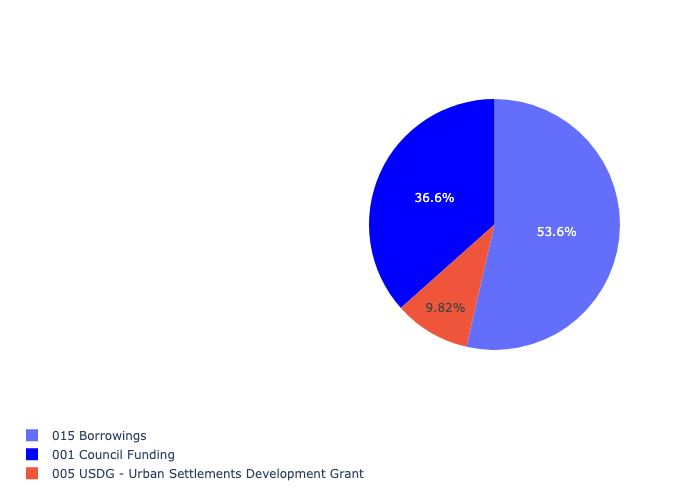 36.6%
53.6%
9.82%
015 Borrowings
001 Council Funding
005 USDG - Urban Settlements Development Grant